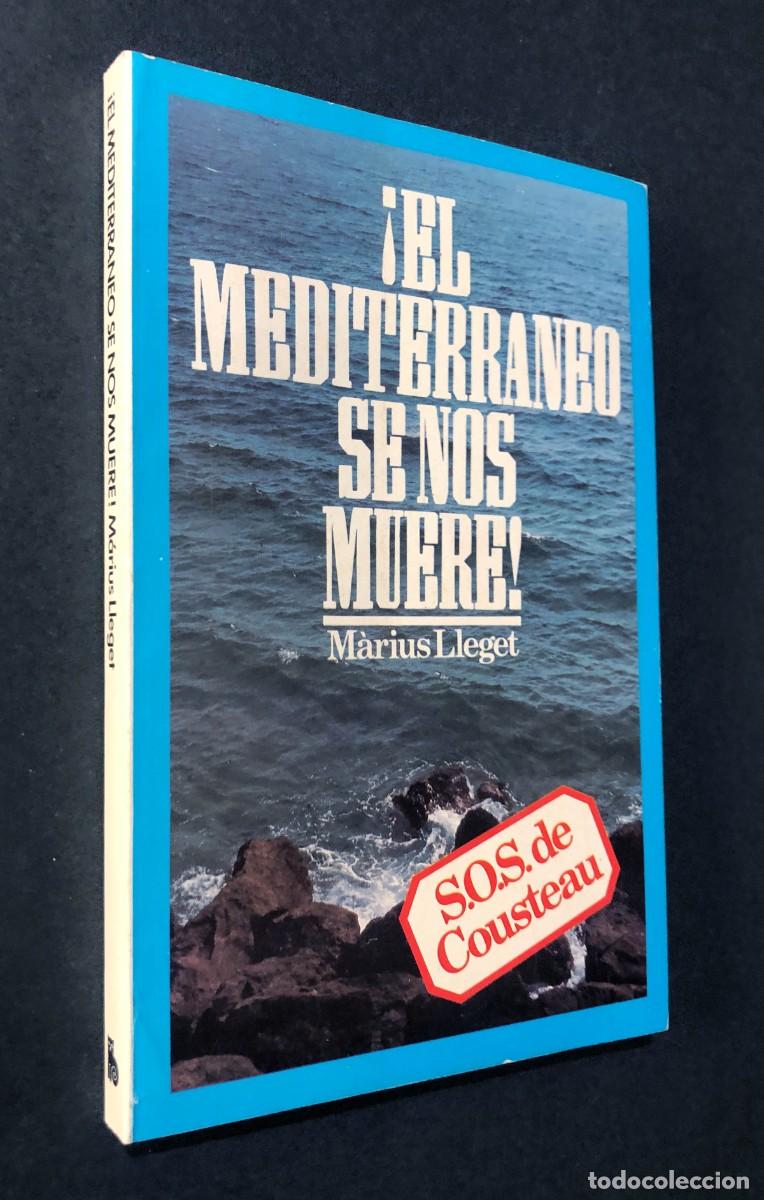 ¡EL
MEDITERRANEO
SE NOS
MUERE!
Màrius Lleget
S.O.S. de
Cousteau
¡EL MEDITERRANEO SE NOS MUERE! Màrius Lleget
todocoleccion